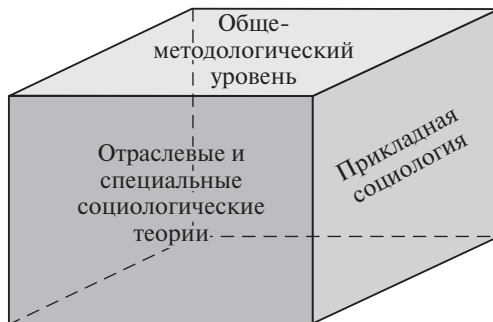 Обще-
методологический
уровень
Отраслевые и
специальные
социологические
теории
Прикладная
социология